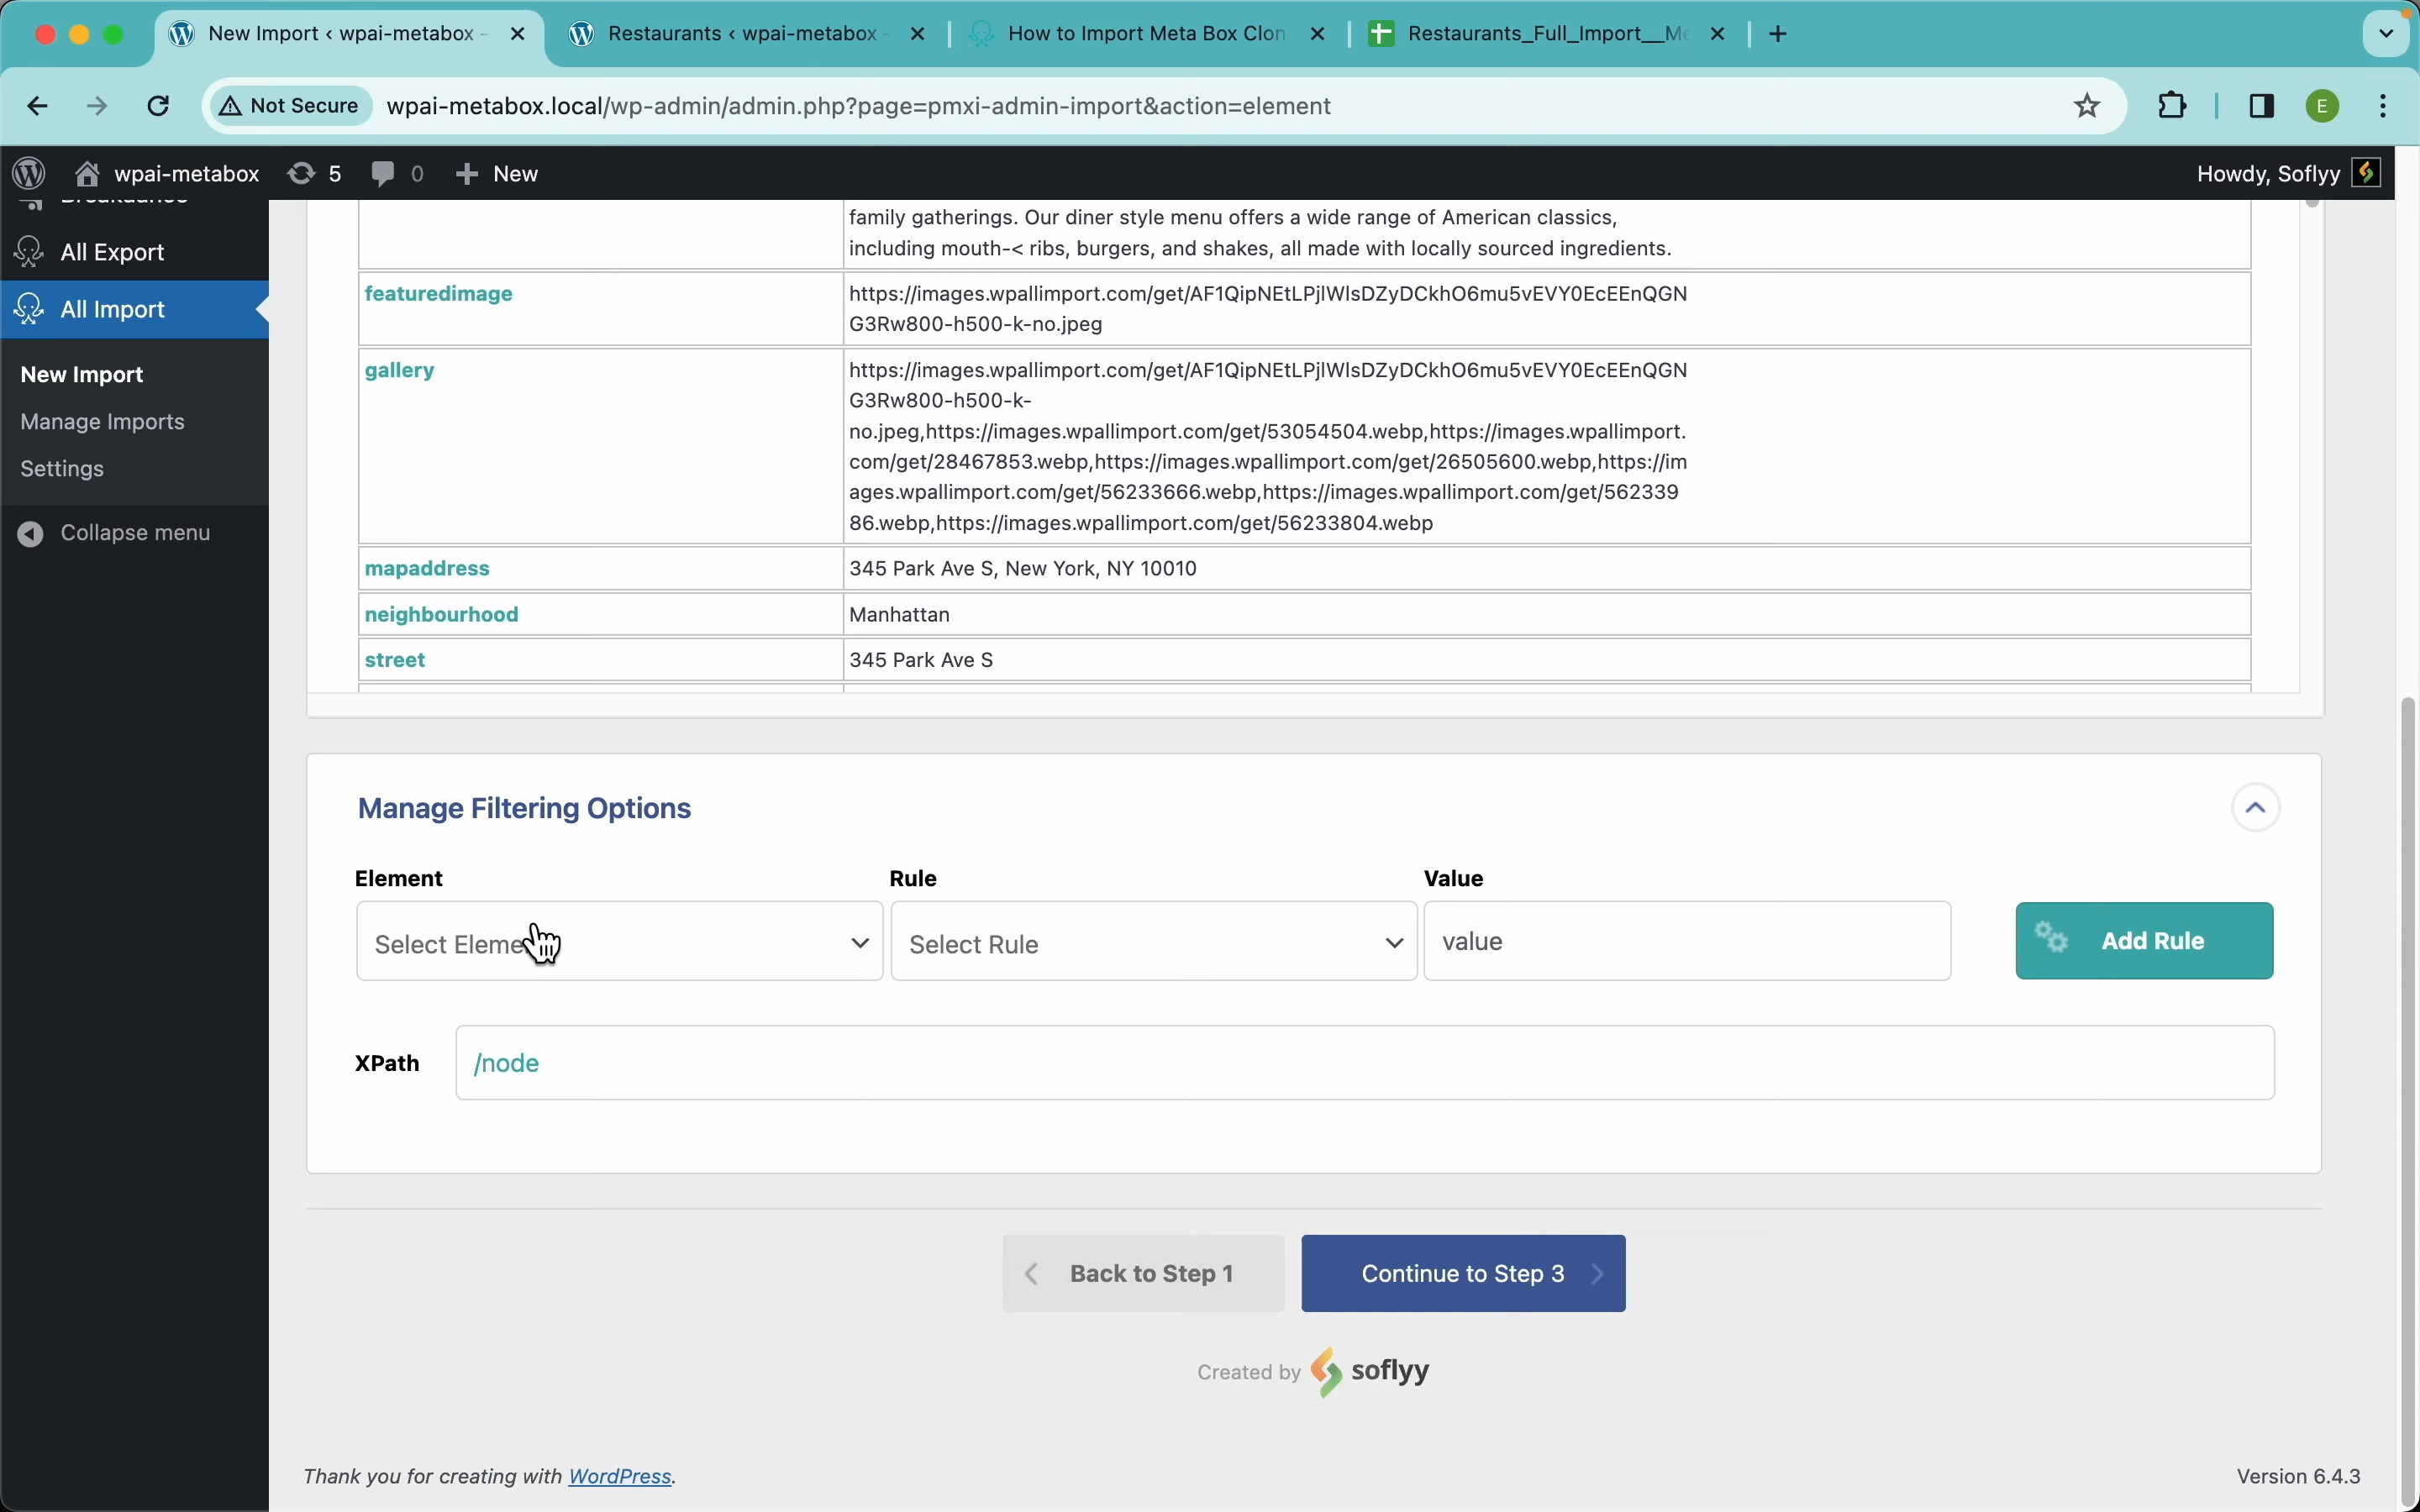 New Import ‹ wpai-metabox -
Restaurants ‹ wpai-metabox -
How to Import Meta Box Clon
Restaurants_Full_Import__Me
Not Secure
wpai-metabox.local/wp-admin/admin.php?page=pmxi-admin-import&action=element
E
wpai-metabox
5
0
New
Howdy, Soflyy
All Export
All Import
New Import
Manage Imports
Settings
Collapse menu
family gatherings. Our diner style menu offers a wide range of American classics,
including mouth-< ribs, burgers, and shakes, all made with locally sourced ingredients.
featuredimage
https://images.wpallimport.com/get/AF1QipNEtLPjlWlsDZyDCkhO6mu5vEVY0EcEEnQGN
G3Rw800-h500-k-no.jpeg
gallery
https://images.wpallimport.com/get/AF1QipNEtLPjlWlsDZyDCkhO6mu5vEVY0EcEEnQGN
G3Rw800-h500-k-
no.jpeg,https://images.wpallimport.com/get/53054504.webp,https://images.wpallimport.
com/get/28467853.webp,https://images.wpallimport.com/get/26505600.webp,https://im
ages.wpallimport.com/get/56233666.webp,https://images.wpallimport.com/get/562339
86.webp,https://images.wpallimport.com/get/56233804.webp
mapaddress
345 Park Ave S, New York, NY 10010
neighbourhood
Manhattan
street
345 Park Ave S
Manage Filtering Options
Element
Rule
Value
Select Eleme
Select Rule
value
Add Rule
XPath
/node
Back to Step 1
Continue to Step 3
Created by soflyy
Thank you for creating with WordPress.
Version 6.4.3